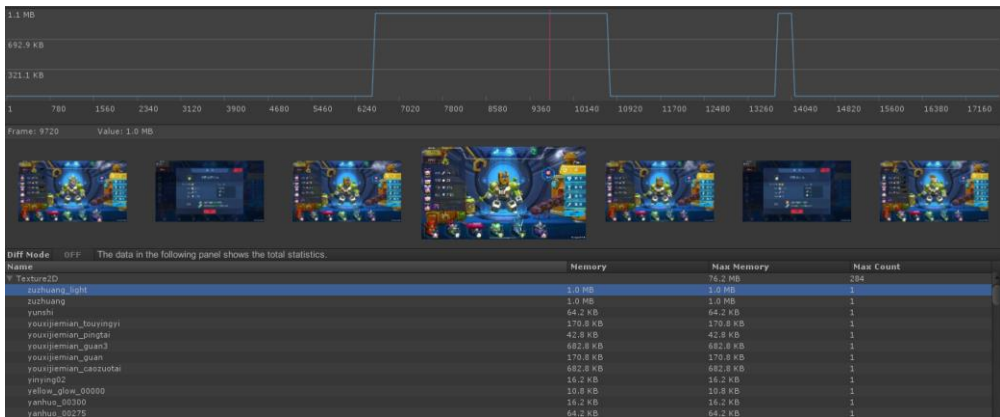 1.1 MB
692.9 KB
321.1 KB
1 780 1560 2340 3120 3900 4680 5460 6240 7020 7800 8580 9360 10140 10920 11700 12480 13260 14040 14820 15600 16380 17160
Frame: 9720 Value: 1.0 MB
Diff Mode OFF The data in the following panel shows the total statistics.
Name Memory Max Memory Max Count
Texture2D 76.2 MB 284
zuzhuang_light 1.0 MB 1.0 MB 1
zuzhuang 1.0 MB 1.0 MB 1
yunshi 64.2 KB 64.2 KB 1
youxijiemian_touyingyi 170.8 KB 170.8 KB 1
youxijiemian_pingtai 42.8 KB 42.8 KB 1
youxijiemian_guan3 682.8 KB 682.8 KB 1
youxijiemian_guan 170.8 KB 170.8 KB 1
youxijiemian_caozuotai 682.8 KB 682.8 KB 1
yinying02 16.2 KB 16.2 KB 1
yellow_glow_00000 10.8 KB 10.8 KB 1
yanhuo_00300 16.2 KB 16.2 KB 1
yanhuo_00275 64.2 KB 64.2 KB 1